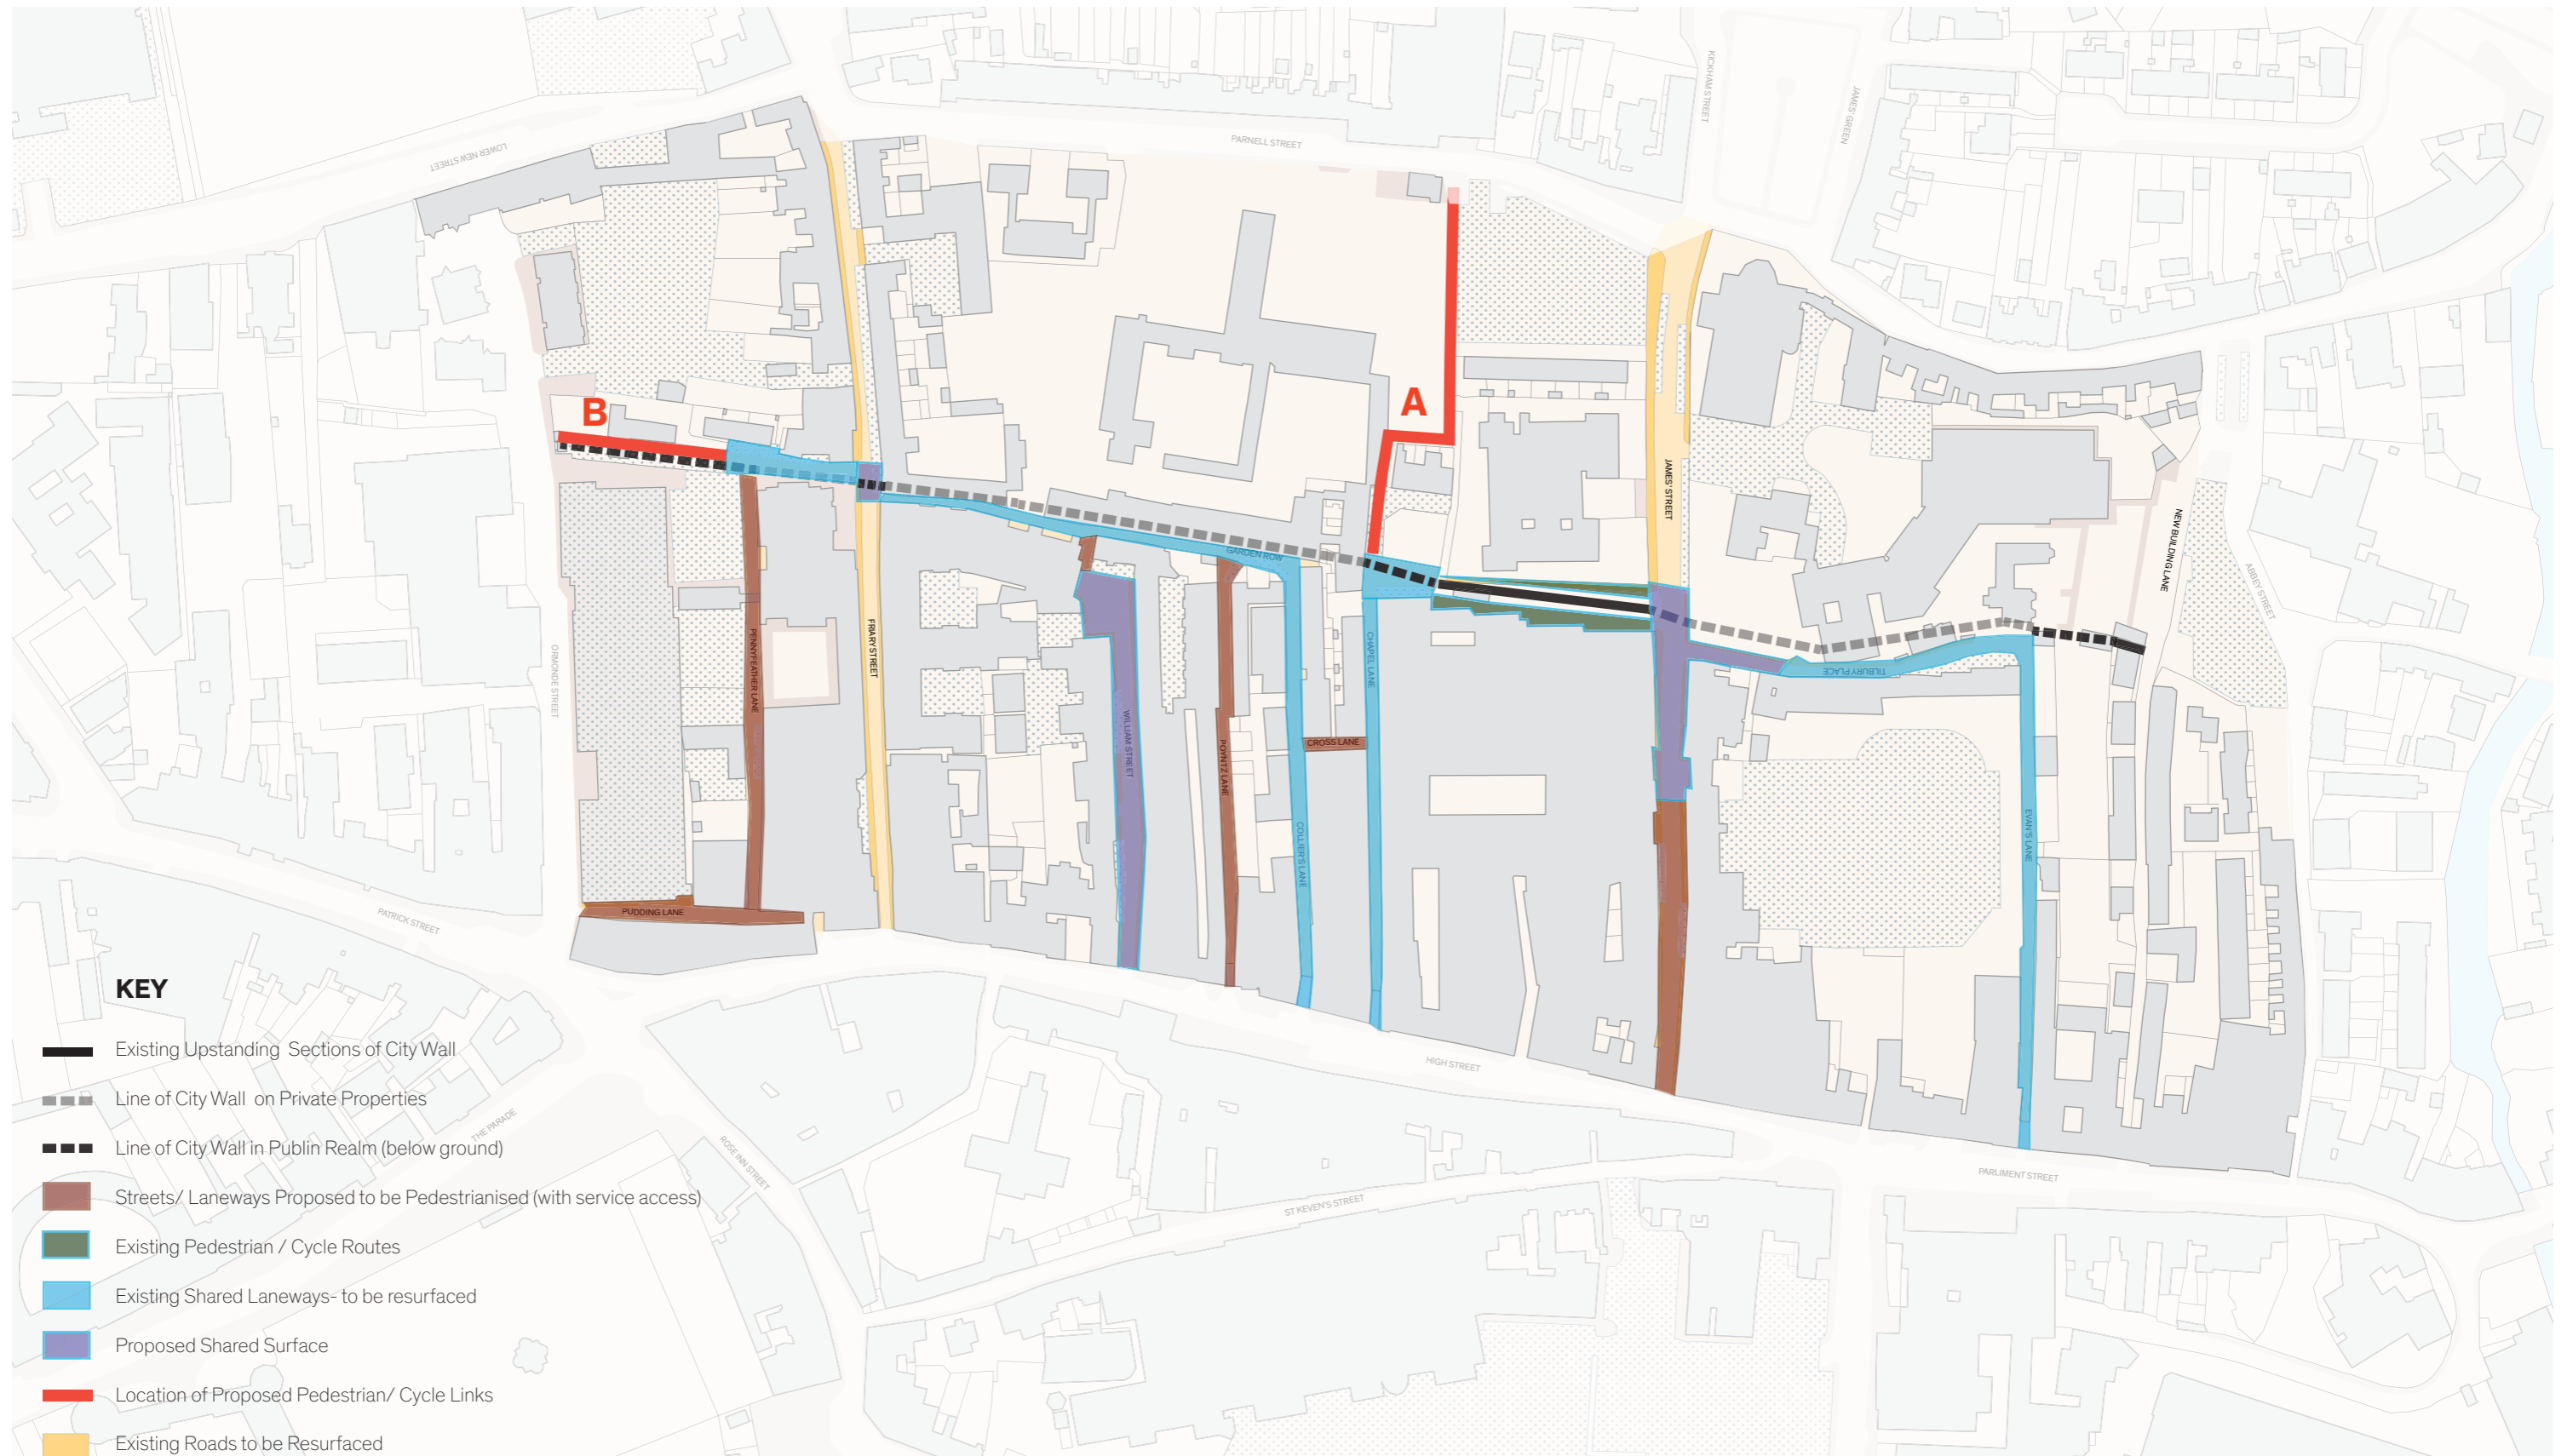 LOWER NEW STREET
PARNELL STREET
KICKHAM STREET
JAMES' GREEN
B
A
JAMES' STREET
NEW BUILDING LANE
ABBEY STREET
GARDEN ROW
ORMONDE STREET
PENNYFEATHER LANE
FRIARY STREET
WILLIAM STREET
POYNTZ LANE
CROSS LANE
COLLIER'S LANE
CHAPEL LANE
TILBURY PLACE
EVAN'S LANE
PUDDING LANE
PATRICK STREET
HIGH STREET
THE PARADE
ROSE INN STREET
ST KEVEN'S STREET
PARLIMENT STREET
KEY
Existing Upstanding Sections of City Wall
Line of City Wall on Private Properties
Line of City Wall in Publin Realm (below ground)
Streets/ Laneways Proposed to be Pedestrianised (with service access)
Existing Pedestrian / Cycle Routes
Existing Shared Laneways- to be resurfaced
Proposed Shared Surface
Location of Proposed Pedestrian/ Cycle Links
Existing Roads to be Resurfaced